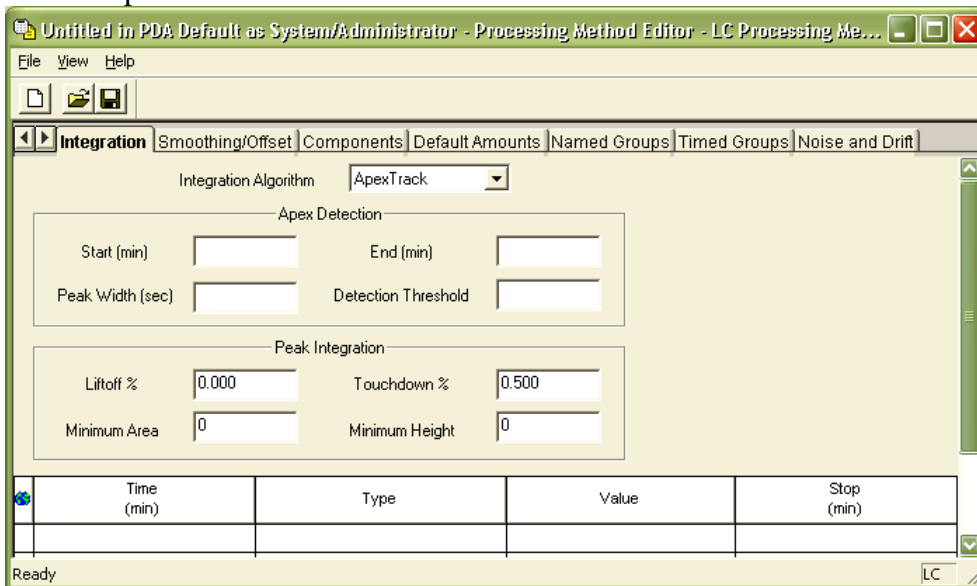 Untitled in PDA Default as System/Administrator - Processing Method Editor - LC Processing Me...
File View Help
Integration Smoothing/Offset Components Default Amounts Named Groups Timed Groups Noise and Drift
Integration Algorithm ApexTrack
Apex Detection
Start (min) End (min)
Peak Width (sec) Detection Threshold
Peak Integration
Liftoff % 0.000 Touchdown % 0.500
Minimum Area 0 Minimum Height 0
Time (min) Type Value Stop (min)
Ready LC